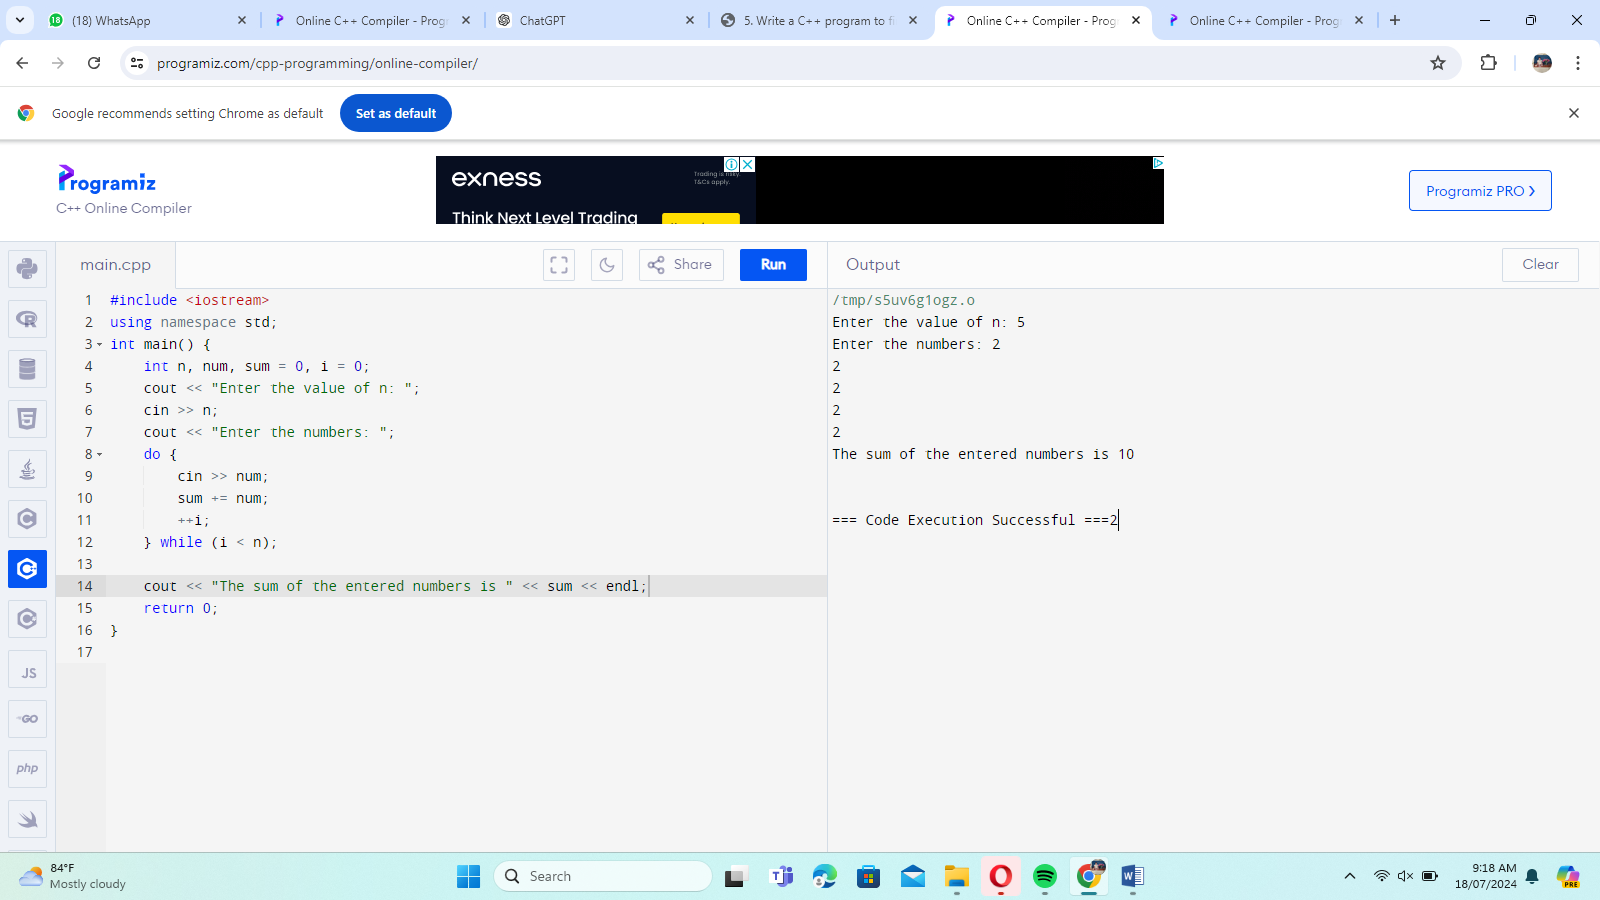 (18) WhatsApp
Online C++ Compiler - Prog
ChatGPT
5. Write a C++ program to fi
Online C++ Compiler - Prog
Online C++ Compiler - Prog
programiz.com/cpp-programming/online-compiler/
Google recommends setting Chrome as default
Set as default
Programiz
C++ Online Compiler
exness
Trading is risky.
T&Cs apply.
Think Next Level Trading
Programiz PRO
main.cpp
Share
Run
Output
Clear
1 #include <iostream>
2 using namespace std;
3 int main() {
4 int n, num, sum = 0, i = 0;
5 cout << "Enter the value of n: ";
6 cin >> n;
7 cout << "Enter the numbers: ";
8 do {
9 cin >> num;
10 sum += num;
11 ++i;
12 } while (i < n);
13
14 cout << "The sum of the entered numbers is " << sum << endl;
15 return 0;
16 }
17
/tmp/s5uv6g1ogz.o
Enter the value of n: 5
Enter the numbers: 2
2
2
2
2
The sum of the entered numbers is 10
=== Code Execution Successful ===2
JS
GO
php
84°F
Mostly cloudy
Search
9:18 AM
18/07/2024
PRE